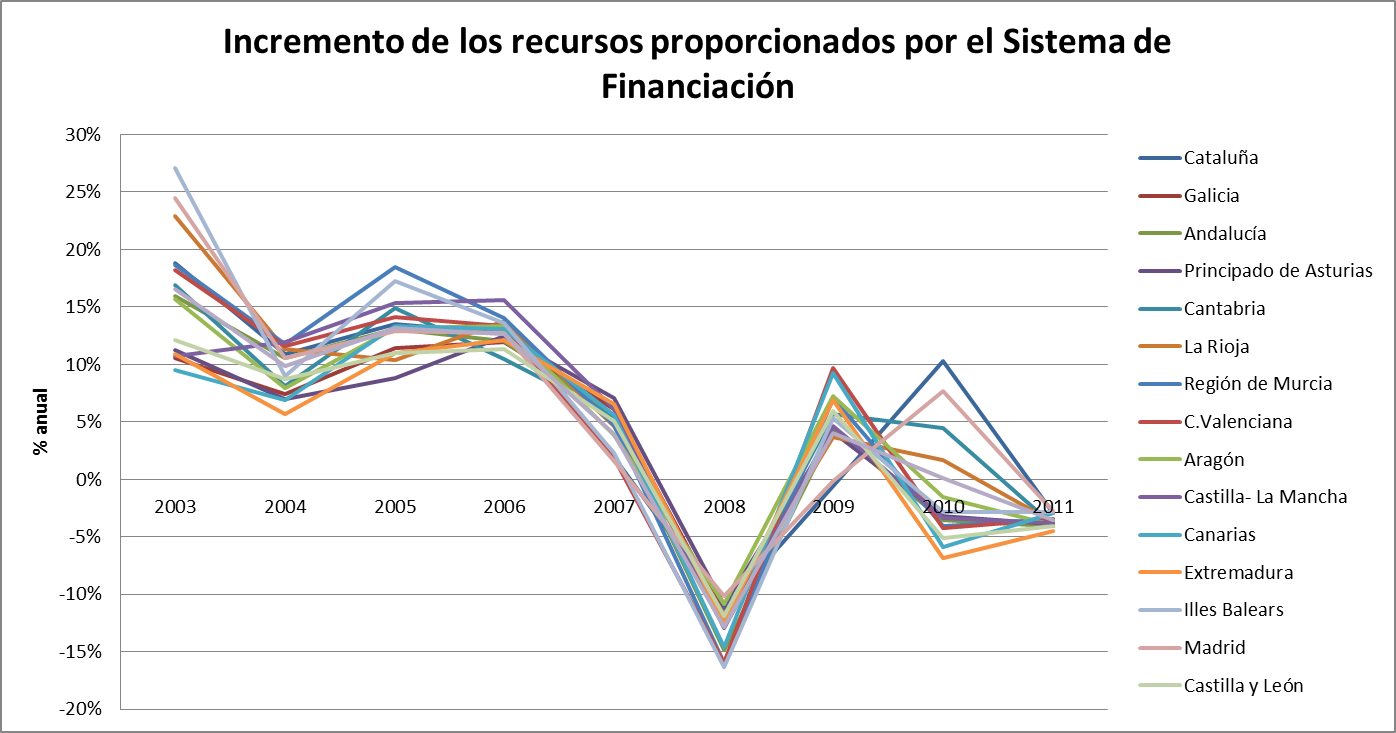 Incremento de los recursos proporcionados por el Sistema de
Financiación
% anual
30%
25%
20%
15%
10%
5%
0%
-5%
-10%
-15%
-20%
2003 2004 2005 2006 2007 2008 2009 2010 2011
Cataluña
Galicia
Andalucía
Principado de Asturias
Cantabria
La Rioja
Región de Murcia
C.Valenciana
Aragón
Castilla- La Mancha
Canarias
Extremadura
Illes Balears
Madrid
Castilla y León